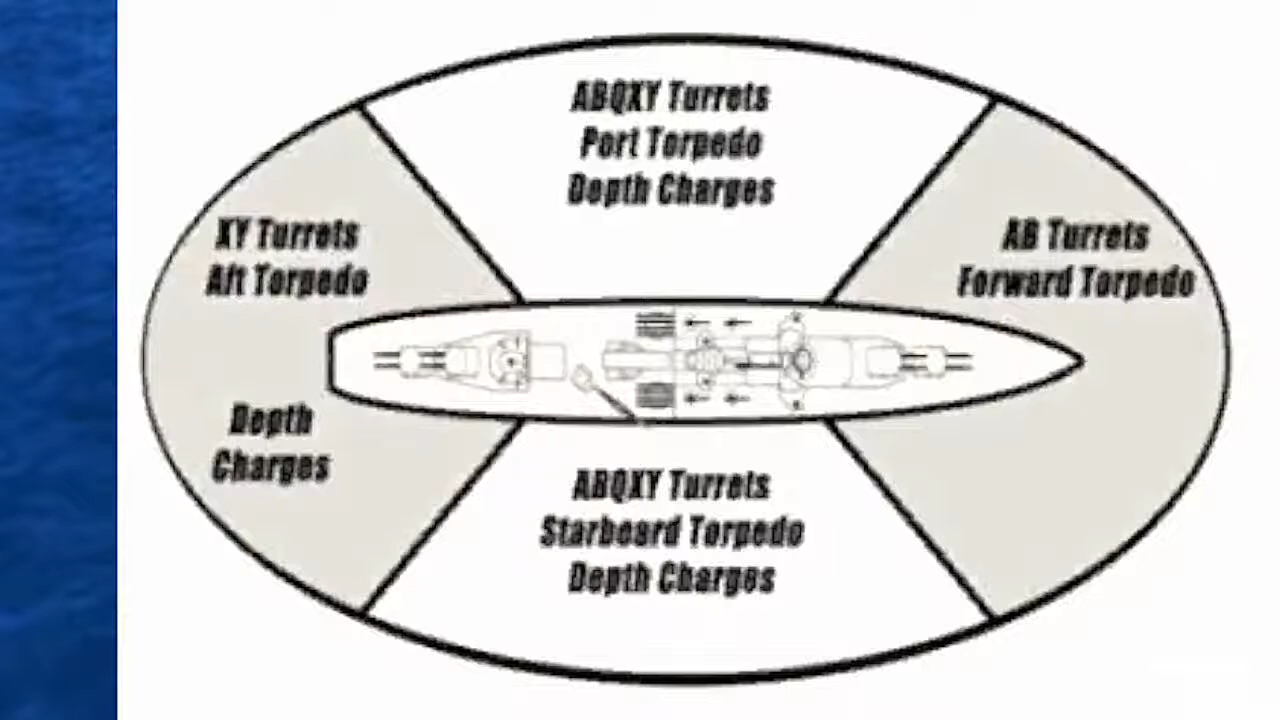 ABQXY Turrets
Port Torpedo
Depth Charges
XY Turrets
Aft Torpedo
AB Turrets
Forward Torpedo
Depth
Charges
ABQXY Turrets
Starboard Torpedo
Depth Charges